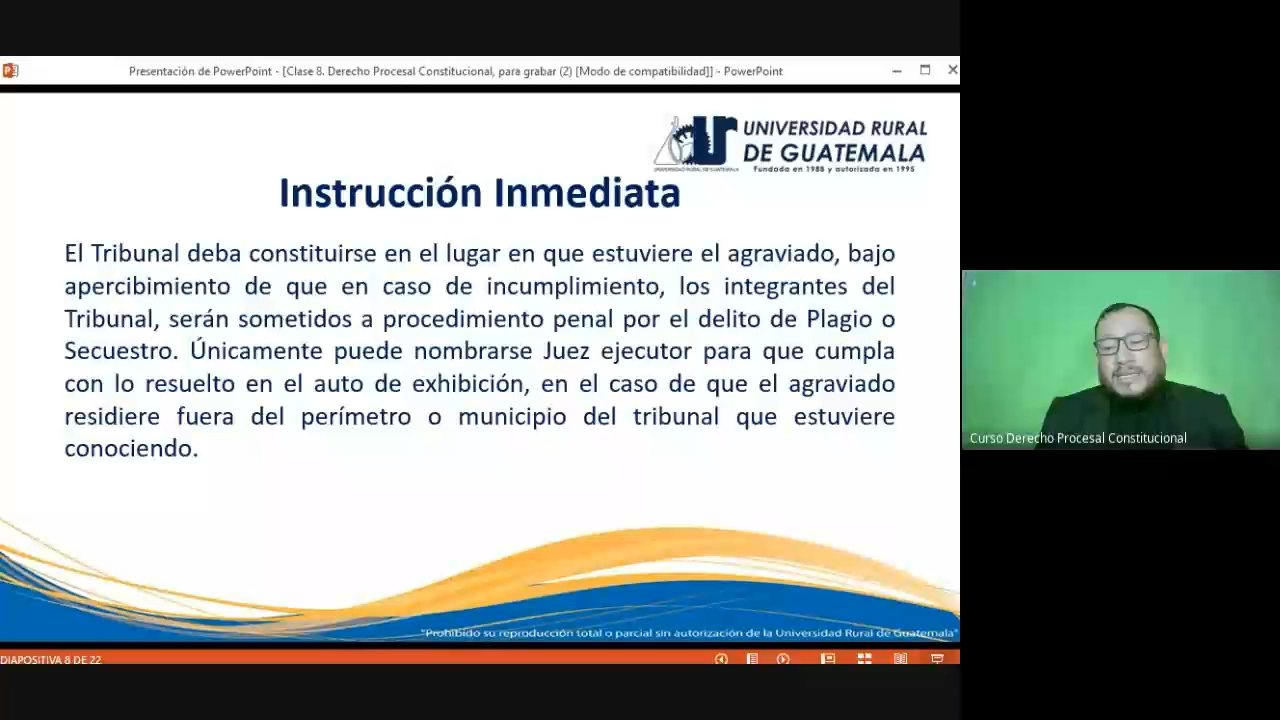 Presentación de PowerPoint - [Clase 8. Derecho Procesal Constitucional, para grabar (2) [Modo de compatibilidad]] - PowerPoint
UNIVERSIDAD RURAL
DE GUATEMALA
Fundada en 1988 y autorizada en 1995
UNIVERSIDAD RURAL DE GUATEMALA
Instrucción Inmediata
El Tribunal deba constituirse en el lugar en que estuviere el agraviado, bajo
apercibimiento de que en caso de incumplimiento, los integrantes del
Tribunal, serán sometidos a procedimiento penal por el delito de Plagio o
Secuestro. Únicamente puede nombrarse Juez ejecutor para que cumpla
con lo resuelto en el auto de exhibición, en el caso de que el agraviado
residiere fuera del perímetro o municipio del tribunal que estuviere
conociendo.
Curso Derecho Procesal Constitucional
"Prohibido su reproducción total o parcial sin autorización de la Universidad Rural de Guatemala"
DIAPOSITIVA 8 DE 22